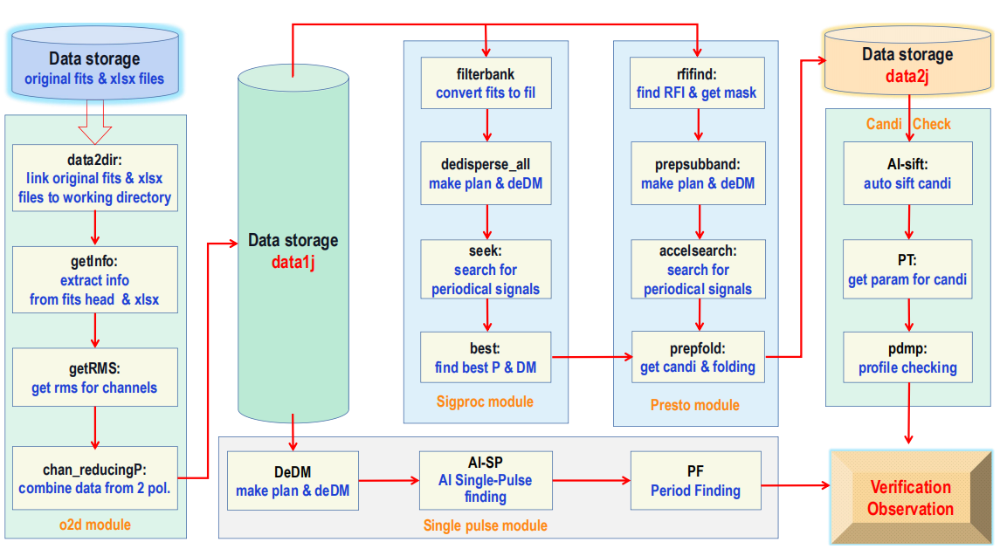 Data storage
original fits & xlsx files
data2dir:
link original fits & xlsx
files to working directory
getInfo:
extract info
from fits head & xlsx
getRMS:
get rms for channels
chan_reducingP:
combine data from 2 pol.
o2d module
Data storage
data1j
filterbank
convert fits to fil
dedisperse_all
make plan & deDM
seek:
search for
periodical signals
best:
find best P & DM
Sigproc module
rfifind:
find RFI & get mask
prepsubband:
make plan & deDM
accelsearch:
search for
periodical signals
prepfold:
get candi & folding
Presto module
Data storage
data2j
Candi Check
AI-sift:
auto sift candi
PT:
get param for candi
pdmp:
profile checking
DeDM
make plan & deDM
AI-SP
AI Single-Pulse
finding
PF
Period Finding
Single pulse module
Verification
Observation